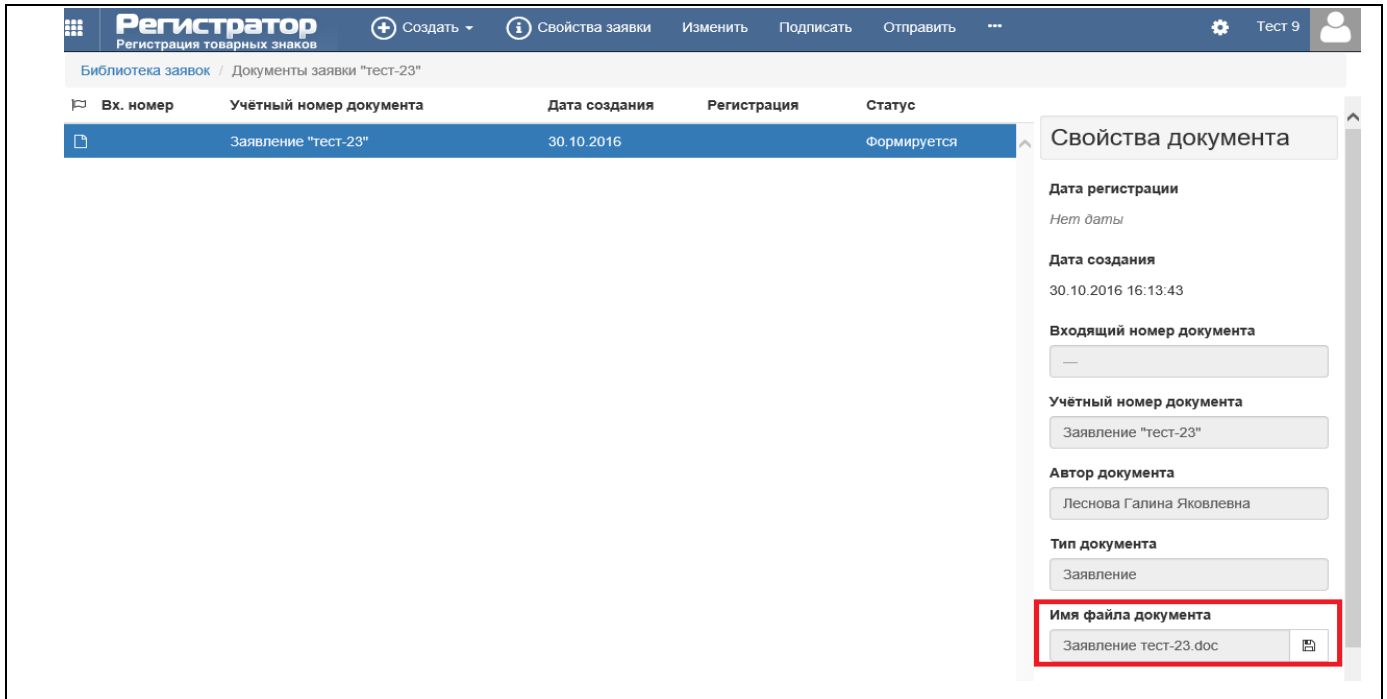 Регистратор
Регистрация товарных знаков
Создать
Свойства заявки
Изменить
Подписать
Отправить
Тест 9
Библиотека заявок / Документы заявки "тест-23"
Вх. номер Учётный номер документа Дата создания Регистрация Статус
Заявление "тест-23" 30.10.2016 Формируется
Свойства документа
Дата регистрации
Нет даты
Дата создания
30.10.2016 16:13:43
Входящий номер документа
—
Учётный номер документа
Заявление "тест-23"
Автор документа
Леснова Галина Яковлевна
Тип документа
Заявление
Имя файла документа
Заявление тест-23.doc